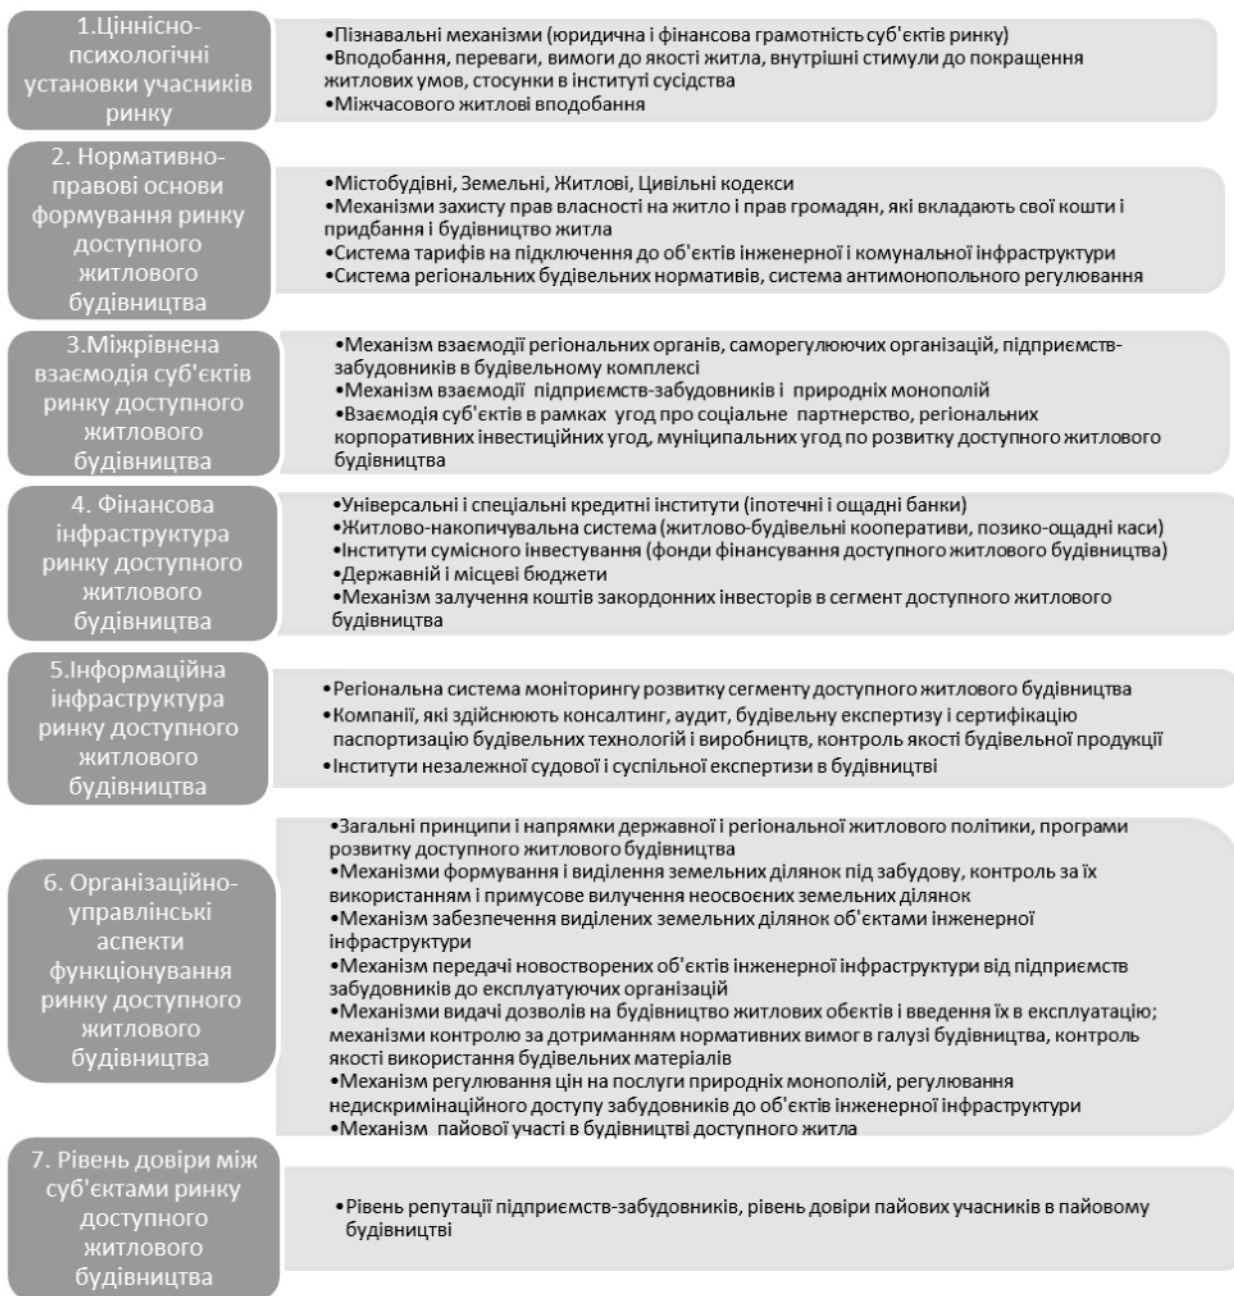 1.Ціннісно-
психологічні
установки учасників
ринку
•Пізнавальні механізми (юридична і фінансова грамотність суб'єктів ринку)
•Вподобання, переваги, вимоги до якості житла, внутрішні стимули до покращення
житлових умов, стосунки в інституті сусідства
•Міжчасового житлові вподобання
2. Нормативно-
правові основи
формування ринку
доступного
житлового
будівництва
•Містобудівні, Земельні, Житлові, Цивільні кодекси
•Механізми захисту прав власності на житло і прав громадян, які вкладають свої кошти і
придбання і будівництво житла
•Система тарифів на підключення до об'єктів інженерної і комунальної інфраструктури
•Система регіональних будівельних нормативів, система антимонопольного регулювання
3.Міжрівнена
взаємодія суб'єктів
ринку доступного
житлового
будівництва
•Механізм взаємодії регіональних органів, саморегулюючих організацій, підприємств-
забудовників в будівельному комплексі
•Механізм взаємодії підприємств-забудовників і природніх монополій
•Взаємодія суб'єктів в рамках угод про соціальне партнерство, регіональних
корпоративних інвестиційних угод, муніципальних угод по розвитку доступного житлового
будівництва
4. Фінансова
інфраструктура
ринку доступного
житлового
будівництва
•Універсальні і спеціальні кредитні інститути (іпотечні і ощадні банки)
•Житлово-накопичувальна система (житлово-будівельні кооперативи, позико-ощадні каси)
•Інститути сумісного інвестування (фонди фінансування доступного житлового будівництва)
•Державній і місцеві бюджети
•Механізм залучення коштів закордонних інвесторів в сегмент доступного житлового
будівництва
5.Інформаційна
інфраструктура
ринку доступного
житлового
будівництва
•Регіональна система моніторингу розвитку сегменту доступного житлового будівництва
•Компанії, які здійснюють консалтинг, аудит, будівельну експертизу і сертифікацію
паспортизацію будівельних технологій і виробництв, контроль якості будівельної продукції
•Інститути незалежної судової і суспільної експертизи в будівництві
6. Організаційно-
управлінські
аспекти
функціонування
ринку доступного
житлового
будівництва
•Загальні принципи і напрямки державної і регіональної житлового політики, програми
розвитку доступного житлового будівництва
•Механізми формування і виділення земельних ділянок під забудову, контроль за їх
використанням і примусове вилучення неосвоєних земельних ділянок
•Механізм забезпечення виділених земельних ділянок об'єктами інженерної
інфраструктури
•Механізм передачі новостворених об'єктів інженерної інфраструктури від підприємств
забудовників до експлуатуючих організацій
•Механізми видачі дозволів на будівництво житлових обєктів і введення їх в експлуатацію;
механізми контролю за дотриманням нормативних вимог в галузі будівництва, контроль
якості використання будівельних матеріалів
•Механізм регулювання цін на послуги природніх монополій, регулювання
недискримінаційного доступу забудовників до об'єктів інженерної інфраструктури
•Механізм пайової участі в будівництві доступного житла
7. Рівень довіри між
суб'єктами ринку
доступного
житлового
будівництва
•Рівень репутації підприємств-забудовників, рівень довіри пайових учасників в пайовому
будівництві